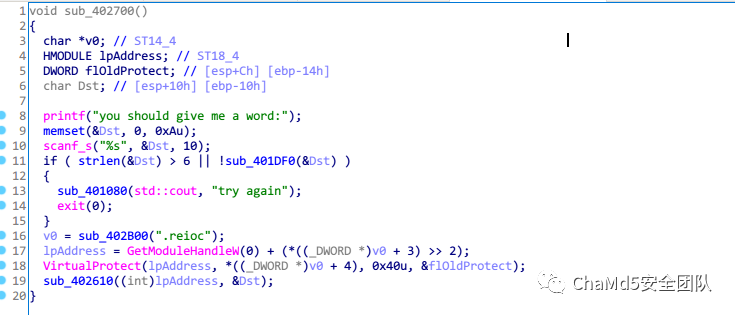 1 void sub_402700()
2 {
3 char *v0; // ST14_4
4 HMODULE lpAddress; // ST18_4
5 DWORD flOldProtect; // [esp+Ch] [ebp-14h]
6 char Dst; // [esp+10h] [ebp-10h]
7
8 printf("you should give me a word:");
9 memset(&Dst, 0, 0xAu);
10 scanf_s("%s", &Dst, 10);
11 if ( strlen(&Dst) > 6 || !sub_401DF0(&Dst) )
12 {
13 sub_401080(std::cout, "try again");
14 exit(0);
15 }
16 v0 = sub_402B00(".reioc");
17 lpAddress = GetModuleHandleW(0) + (*((_DWORD *)v0 + 3) >> 2);
18 VirtualProtect(lpAddress, *((_DWORD *)v0 + 4), 0x40u, &flOldProtect);
19 sub_402610((int)lpAddress, &Dst);
20 }
ChaMd5安全团队